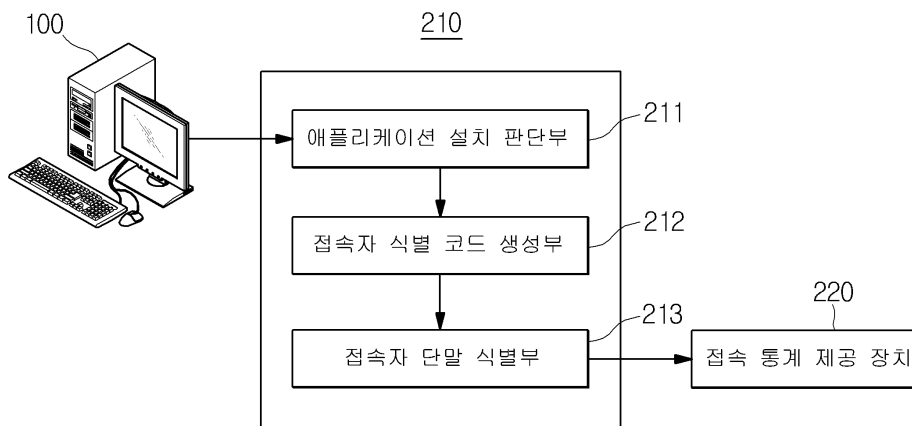 100
210
애플리케이션 설치 판단부
211
접속자 식별 코드 생성부
212
접속자 단말 식별부
213
220
접속 통계 제공 장치